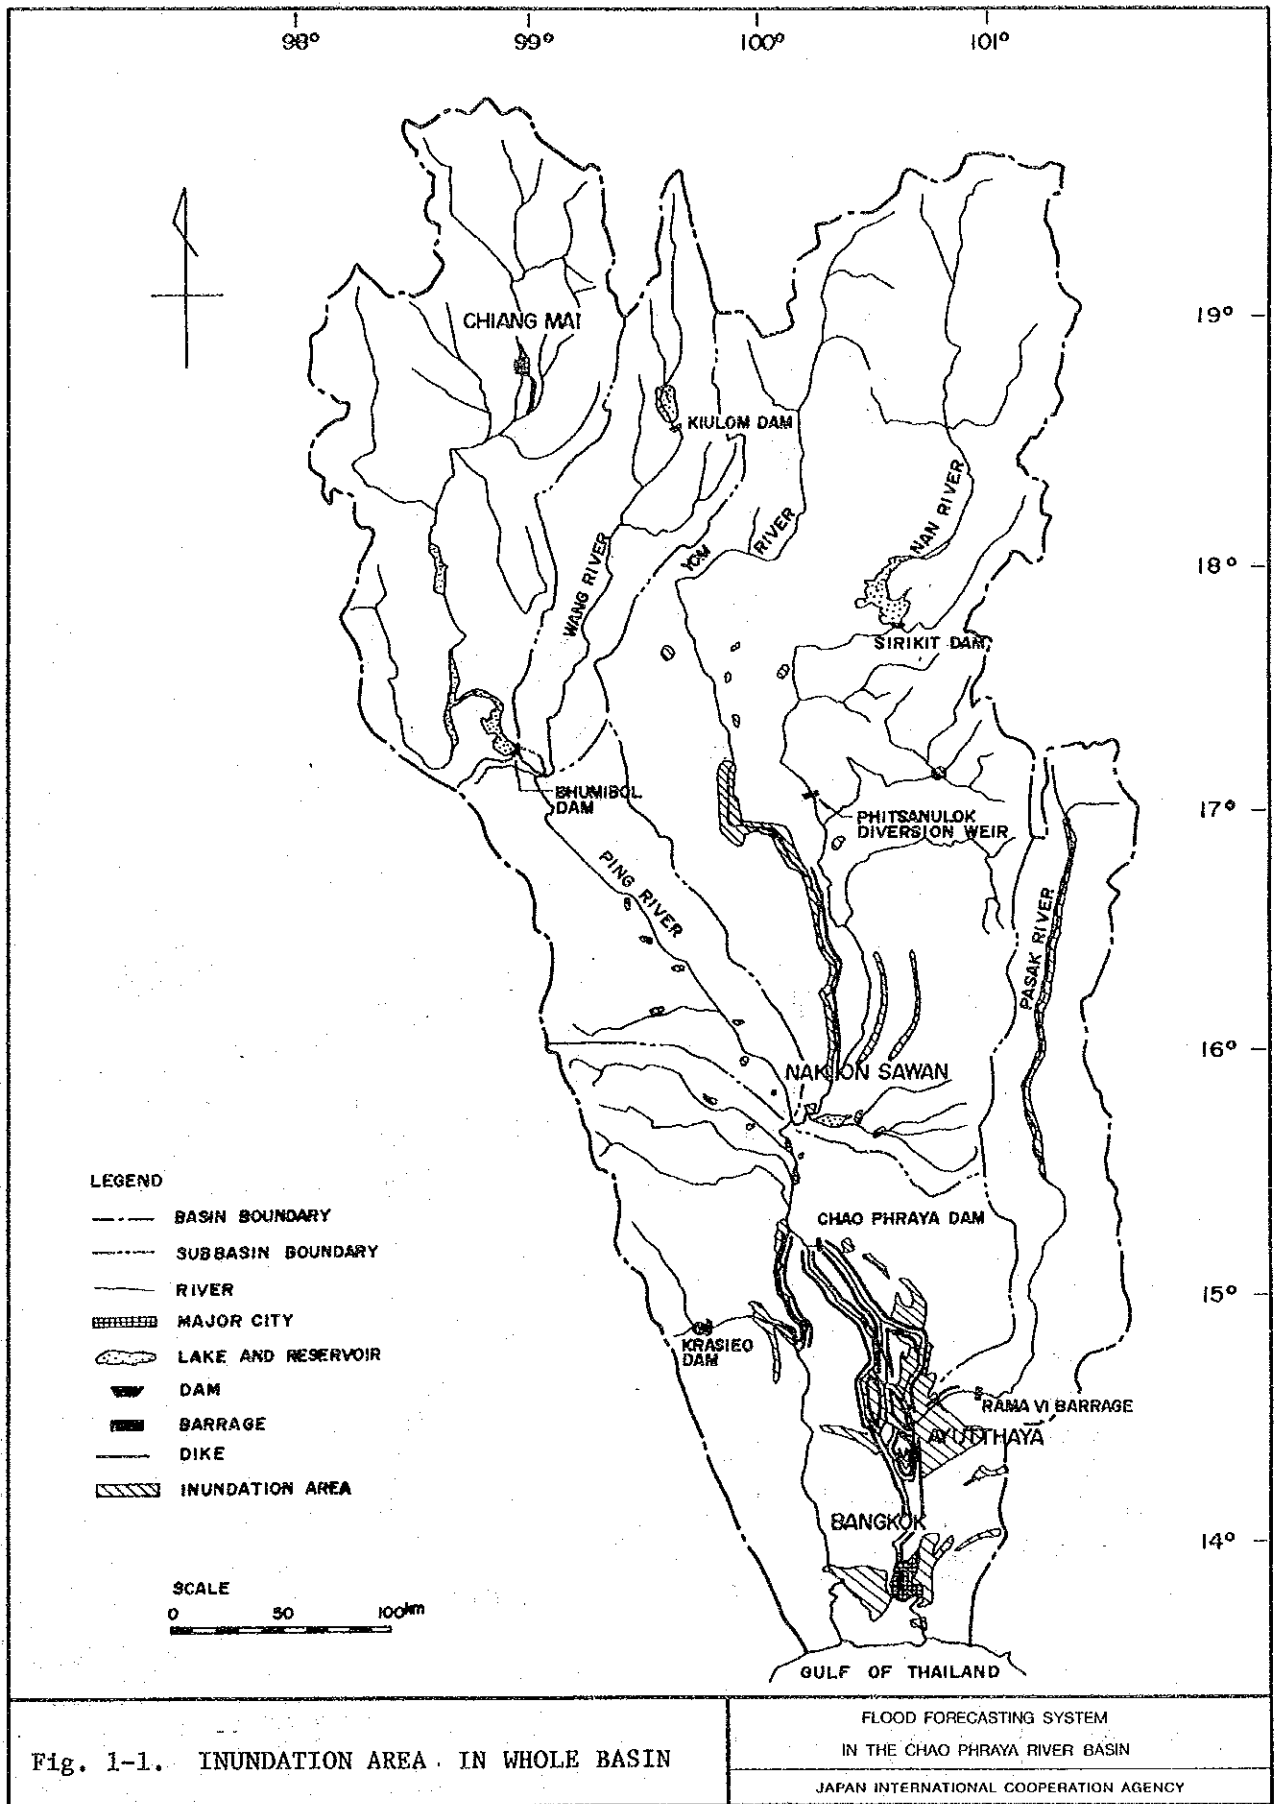 98° 99° 100° 101°
CHIANG MAI
19°
KIULOM DAM
WANG RIVER
YOM RIVER
NAN RIVER
18°
SIRIKIT DAM
BHUMIBOL
DAM
PHITSANULOK
DIVERSION WEIR
17°
PING RIVER
PASAK RIVER
16°
NAKHON SAWAN
LEGEND
BASIN BOUNDARY
SUBBASIN BOUNDARY
RIVER
MAJOR CITY
LAKE AND RESERVOIR
DAM
BARRAGE
DIKE
INUNDATION AREA
CHAO PHRAYA DAM
15°
KRASIEO
DAM
RAMA VI BARRAGE
AYUTTHAYA
BANGKOK
14°
SCALE
0 50 100km
GULF OF THAILAND
Fig. 1-1. INUNDATION AREA IN WHOLE BASIN
FLOOD FORECASTING SYSTEM
IN THE CHAO PHRAYA RIVER BASIN
JAPAN INTERNATIONAL COOPERATION AGENCY